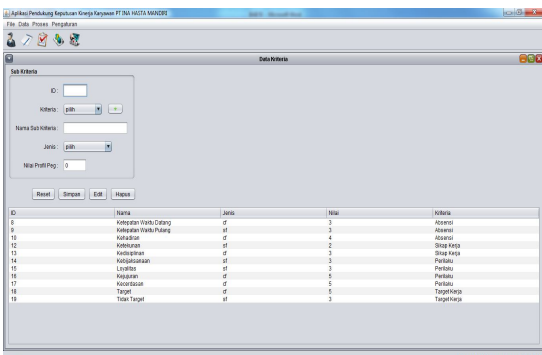 Aplikasi Pendukung Keputusan Kinerja Karyawan PT INA HASTA MANDIRI
File Data Proses Pengaturan
Data Kriteria
Sub Kriteria
ID :
Kriteria : pilih +
Nama Sub Kriteria :
Jenis : pilih
Nilai Profil Peg : 0
Reset Simpan Edit Hapus
ID Nama Jenis Nilai Kriteria
8 Ketepatan Waktu Datang cf 3 Absensi
9 Ketepatan Waktu Pulang sf 3 Absensi
10 Kehadiran cf 4 Absensi
12 Ketekunan sf 2 Sikap Kerja
13 Kedisiplinan cf 3 Sikap Kerja
14 Kebijaksanaan sf 3 Perilaku
15 Loyalitas sf 3 Perilaku
16 Kejujuran cf 5 Perilaku
17 Kecerdasan cf 5 Perilaku
18 Target cf 5 Target Kerja
19 Tidak Target sf 3 Target Kerja